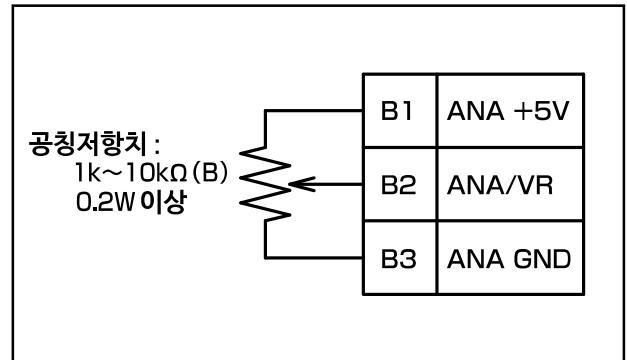 공칭저항치 :
1k~10kΩ(B)
0.2W 이상
B1 ANA +5V
B2 ANA/VR
B3 ANA GND